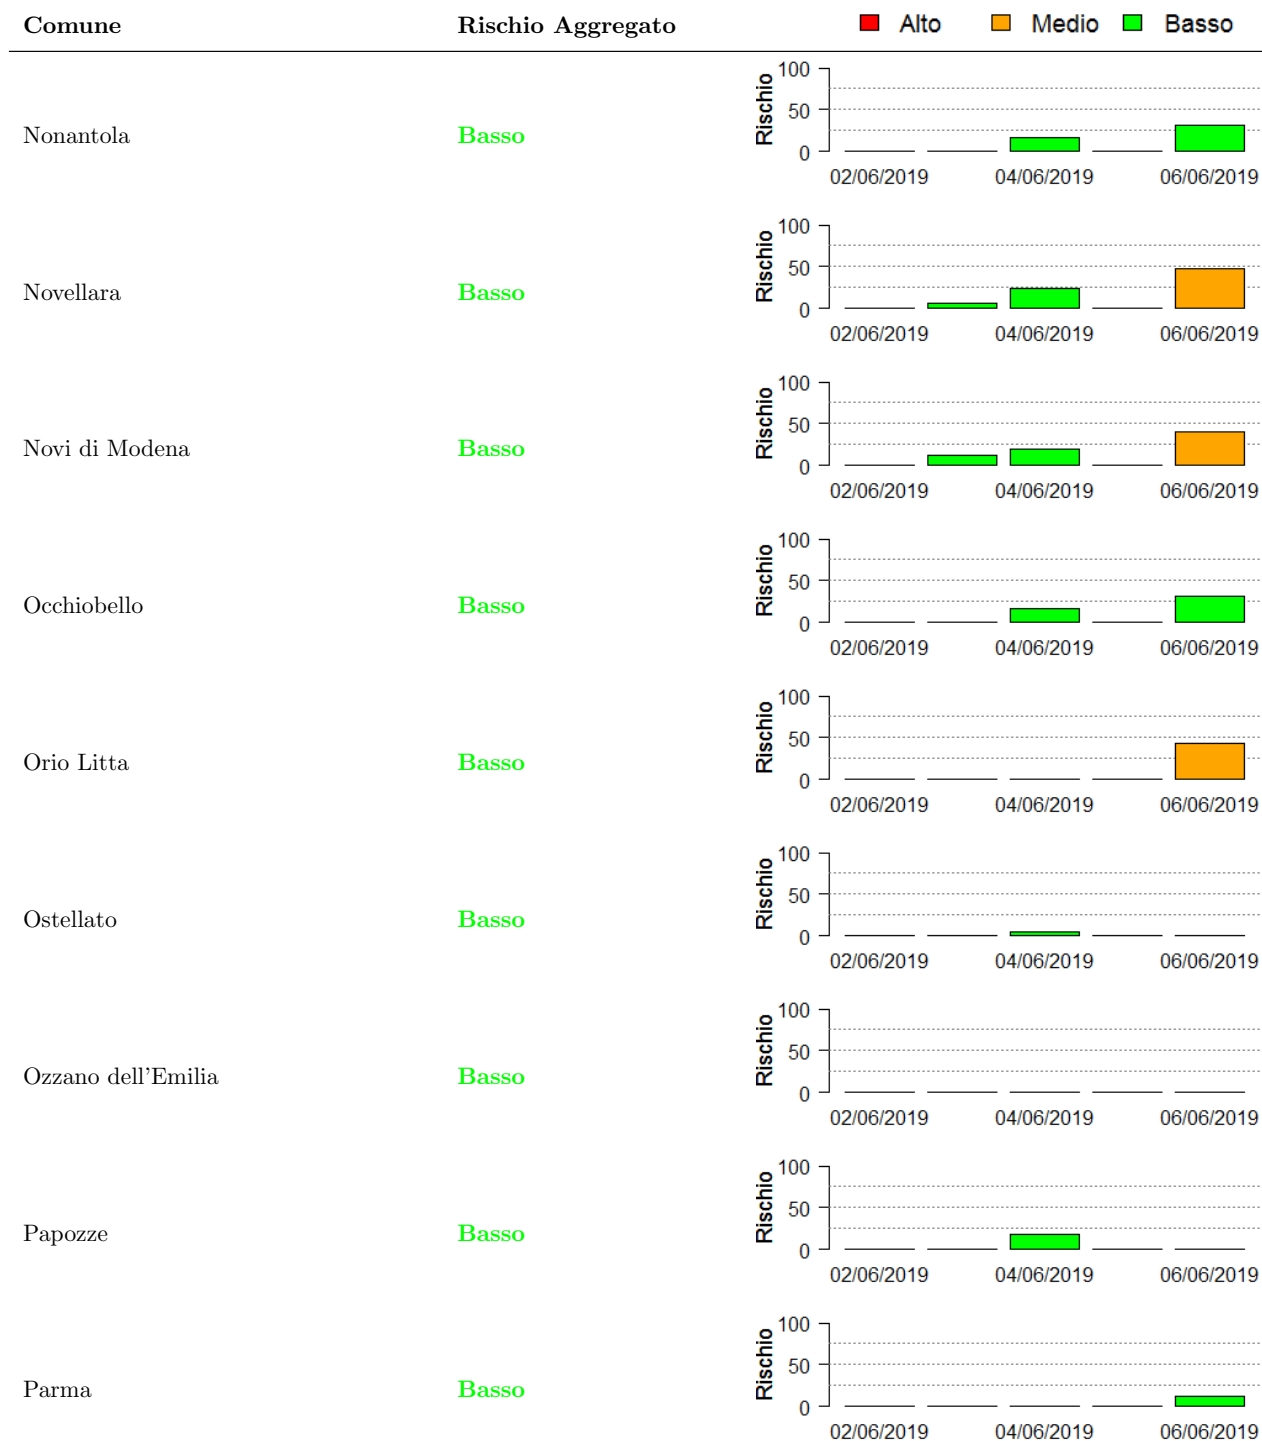 Comune Rischio Aggregato Alto Medio Basso
Nonantola Basso Rischio 100 50 0
02/06/2019 04/06/2019 06/06/2019
Novellara Basso Rischio 100 50 0
02/06/2019 04/06/2019 06/06/2019
Novi di Modena Basso Rischio 100 50 0
02/06/2019 04/06/2019 06/06/2019
Occhiobello Basso Rischio 100 50 0
02/06/2019 04/06/2019 06/06/2019
Orio Litta Basso Rischio 100 50 0
02/06/2019 04/06/2019 06/06/2019
Ostellato Basso Rischio 100 50 0
02/06/2019 04/06/2019 06/06/2019
Ozzano dell'Emilia Basso Rischio 100 50 0
02/06/2019 04/06/2019 06/06/2019
Papozze Basso Rischio 100 50 0
02/06/2019 04/06/2019 06/06/2019
Parma Basso Rischio 100 50 0
02/06/2019 04/06/2019 06/06/2019